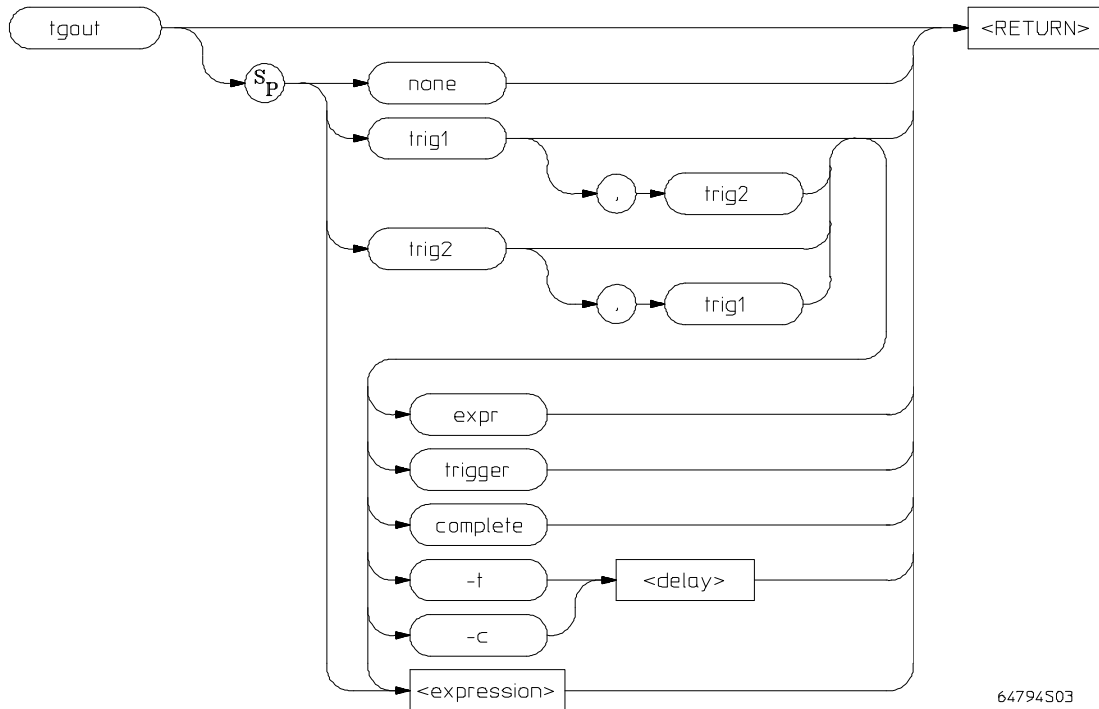 tgout
<RETURN>
SP
none
trig1
,
trig2
trig2
,
trig1
expr
trigger
complete
-t
<delay>
-c
<expression>
64794S03